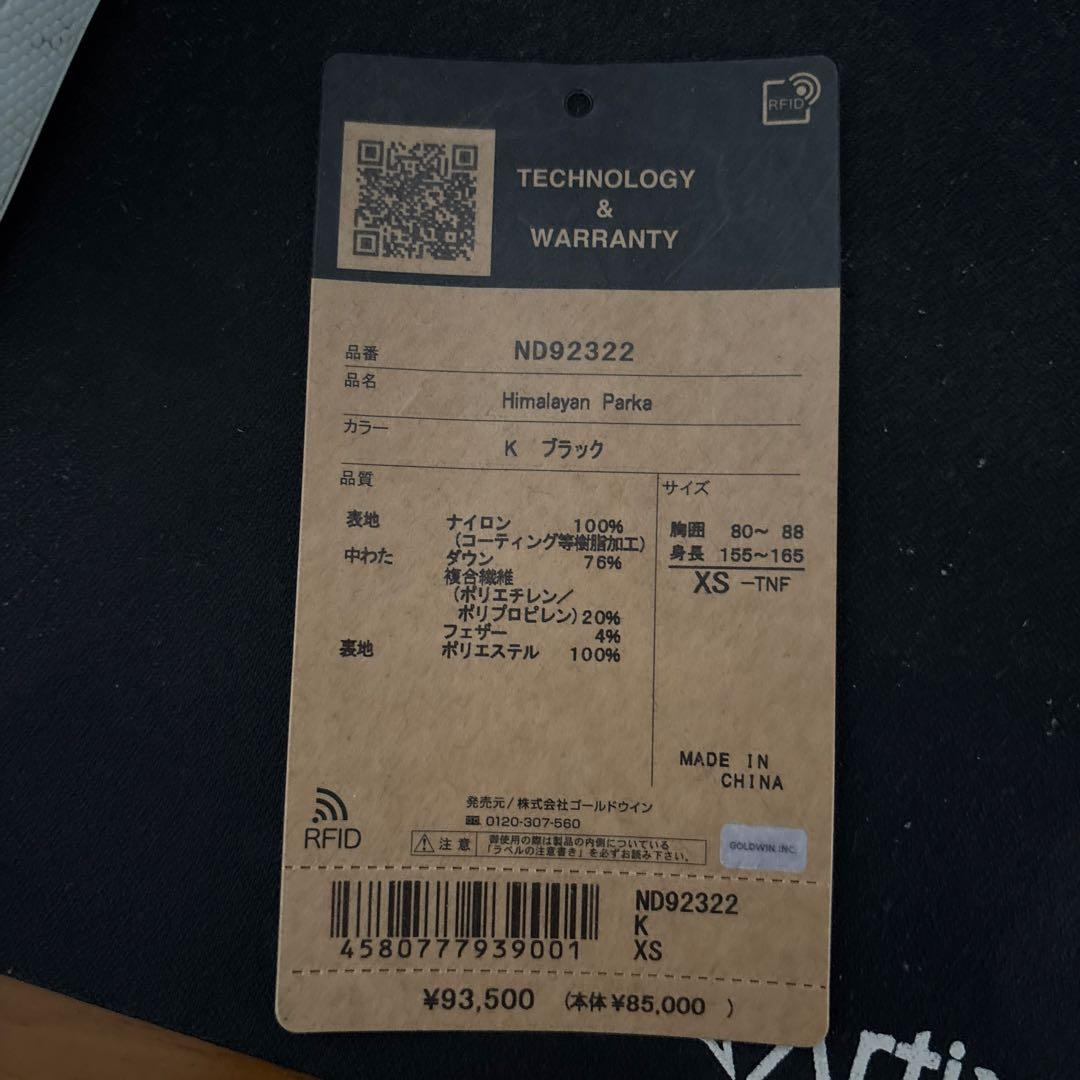 RFID
TECHNOLOGY
&
WARRANTY
品番 ND92322
品名 Himalayan Parka
カラー K ブラック
品質
表地 ナイロン 100%
(コーティング等樹脂加工)
中わた ダウン 76%
複合繊維
(ポリエチレン/
ポリプロピレン)20%
フェザー 4%
裏地 ポリエステル 100%
サイズ
胸囲 80~ 88
身長 155~165
XS -TNF
MADE IN
CHINA
RFID
発売元/株式会社ゴールドウイン
0120-307-560
注意 御使用の際は製品の内側についている
「ラベルの注意書き」を必ずお読み下さい。
GOLDWIN INC.
4580777939001
ND92322
K
XS
¥93,500 (本体¥85,000 )